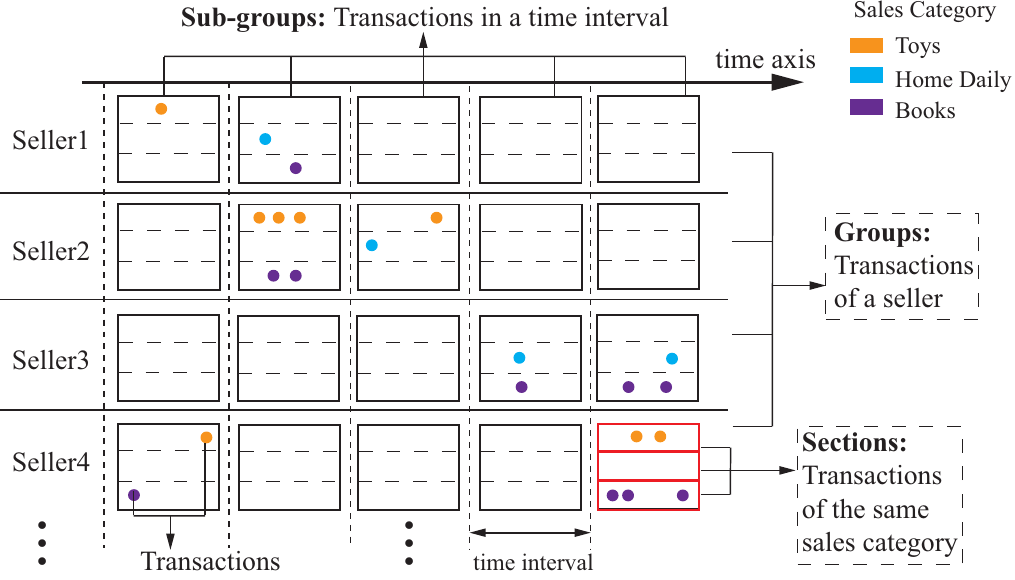 Sub-groups: Transactions in a time interval
Sales Category
Toys
Home Daily
Books
time axis
Seller1
Seller2
Seller3
Seller4
Groups:
Transactions
of a seller
Sections:
Transactions
of the same
sales category
Transactions
time interval